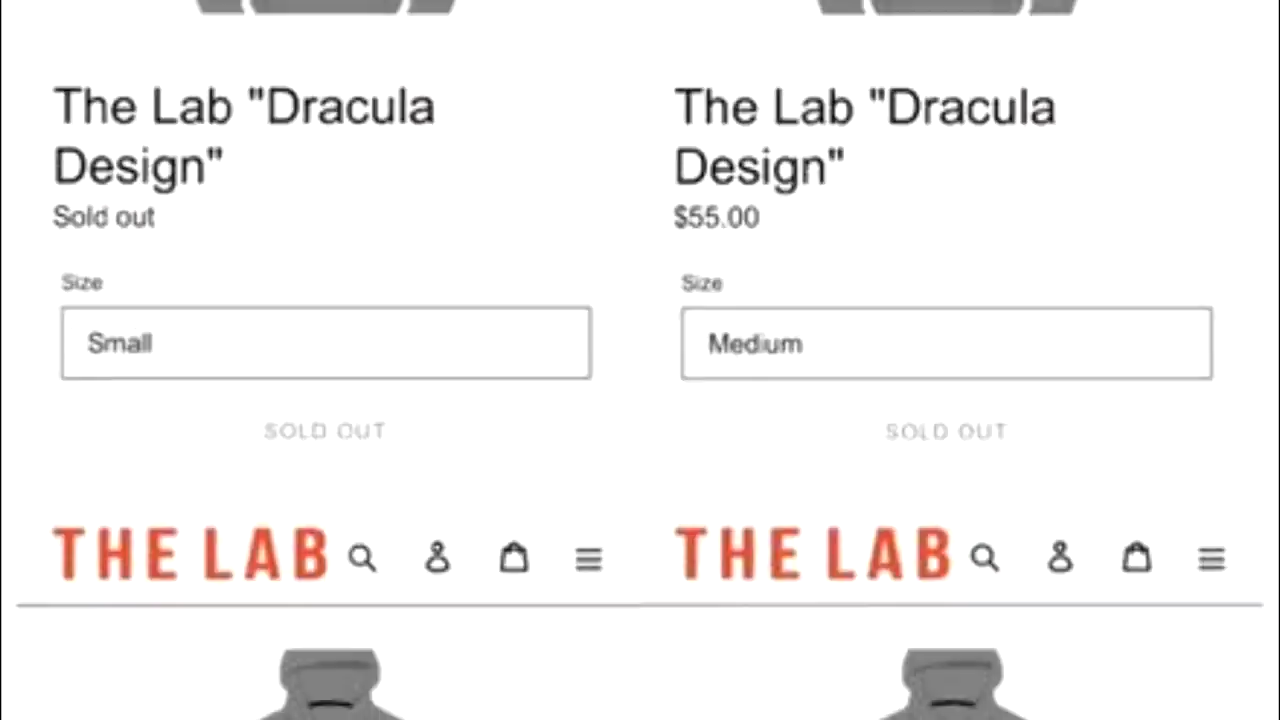 The Lab "Dracula
Design"
Sold out
Size
Small
SOLD OUT
THE LAB
The Lab "Dracula
Design"
$55.00
Size
Medium
SOLD OUT
THE LAB